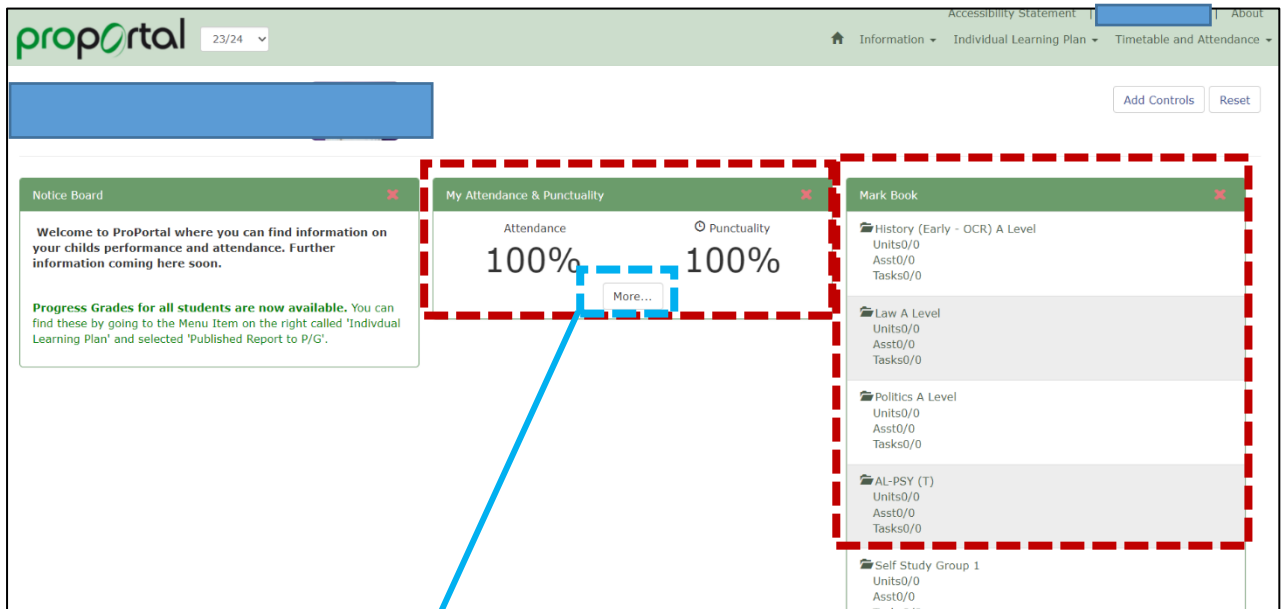 Accessibility Statement | | About
proportal 23/24
Information Individual Learning Plan Timetable and Attendance
Add Controls Reset
Notice Board
Welcome to ProPortal where you can find information on
your childs performance and attendance. Further
information coming here soon.
Progress Grades for all students are now available. You can
find these by going to the Menu Item on the right called 'Indivdual
Learning Plan' and selected 'Published Report to P/G'.
My Attendance & Punctuality
Attendance Punctuality
100% 100%
More...
Mark Book
History (Early - OCR) A Level
Units0/0
Asst0/0
Tasks0/0
Law A Level
Units0/0
Asst0/0
Tasks0/0
Politics A Level
Units0/0
Asst0/0
Tasks0/0
AL-PSY (T)
Units0/0
Asst0/0
Tasks0/0
Self Study Group 1
Units0/0
Asst0/0